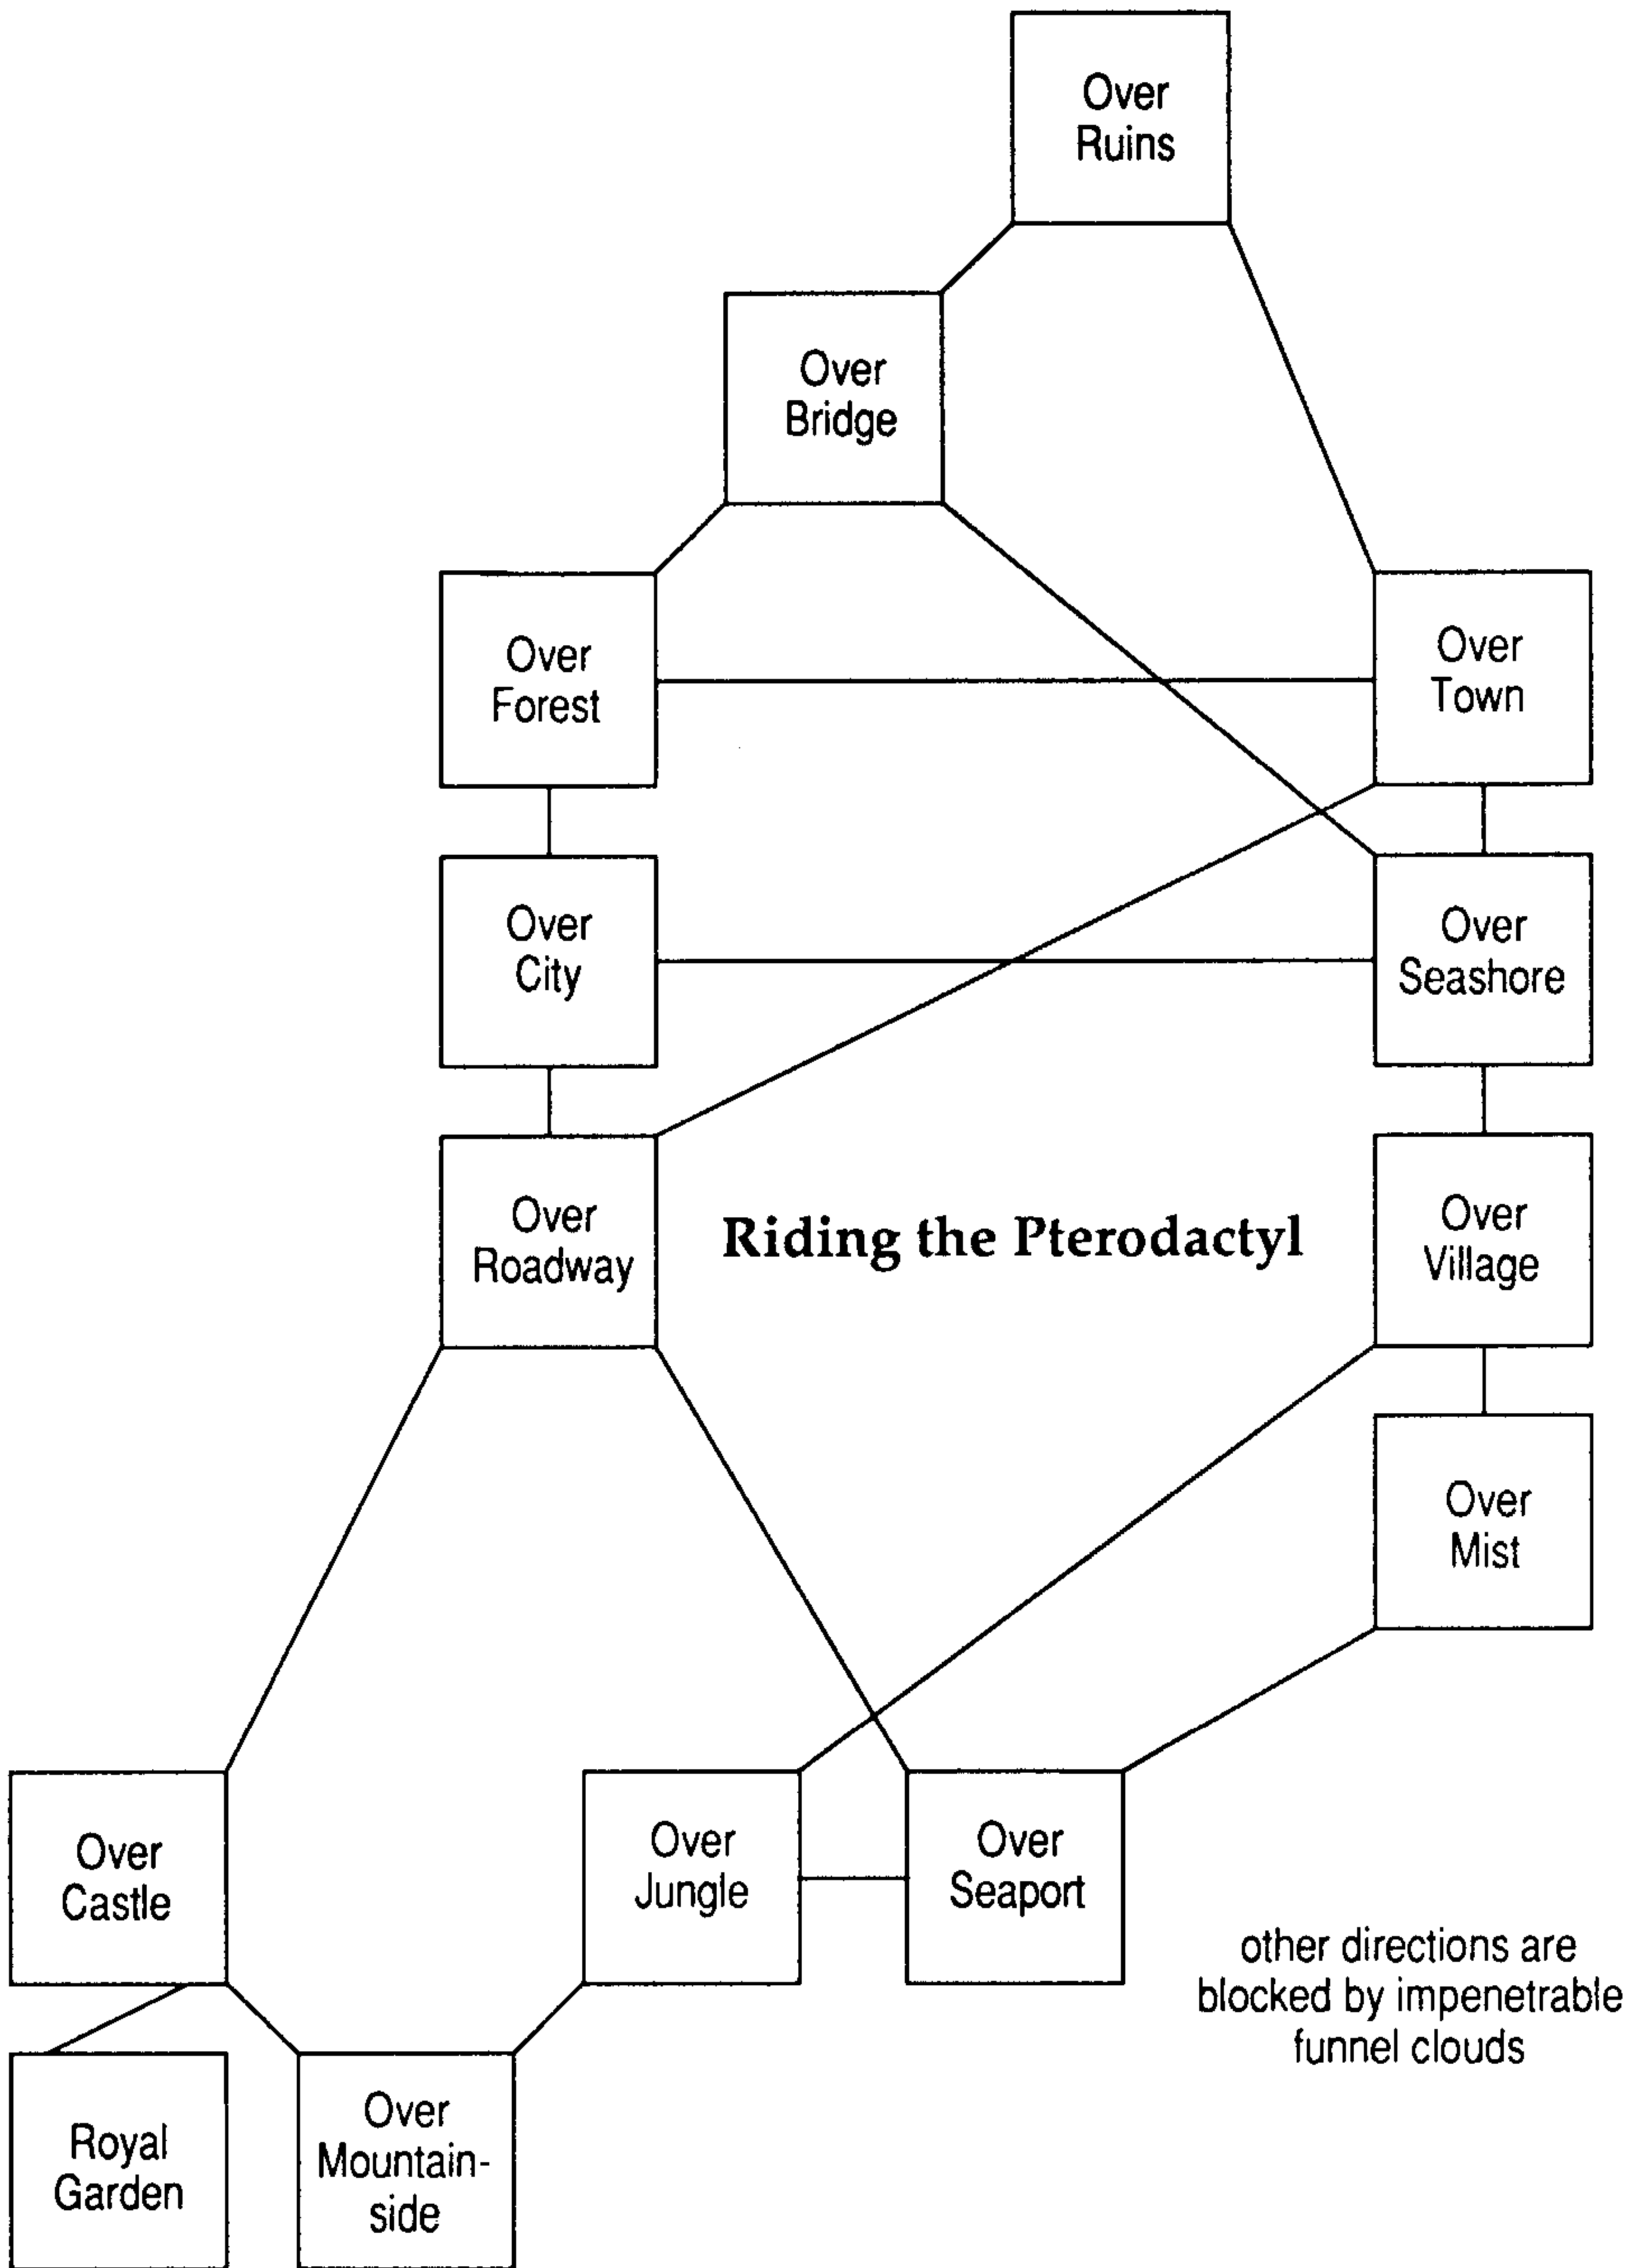 Over
Ruins
Over
Bridge
Over
Forest
Over
Town
Over
City
Over
Seashore
Over
Roadway
Riding the Pterodactyl
Over
Village
Over
Mist
Over
Castle
Over
Jungle
Over
Seaport
other directions are
blocked by impenetrable
funnel clouds
Royal
Garden
Over
Mountain-
side